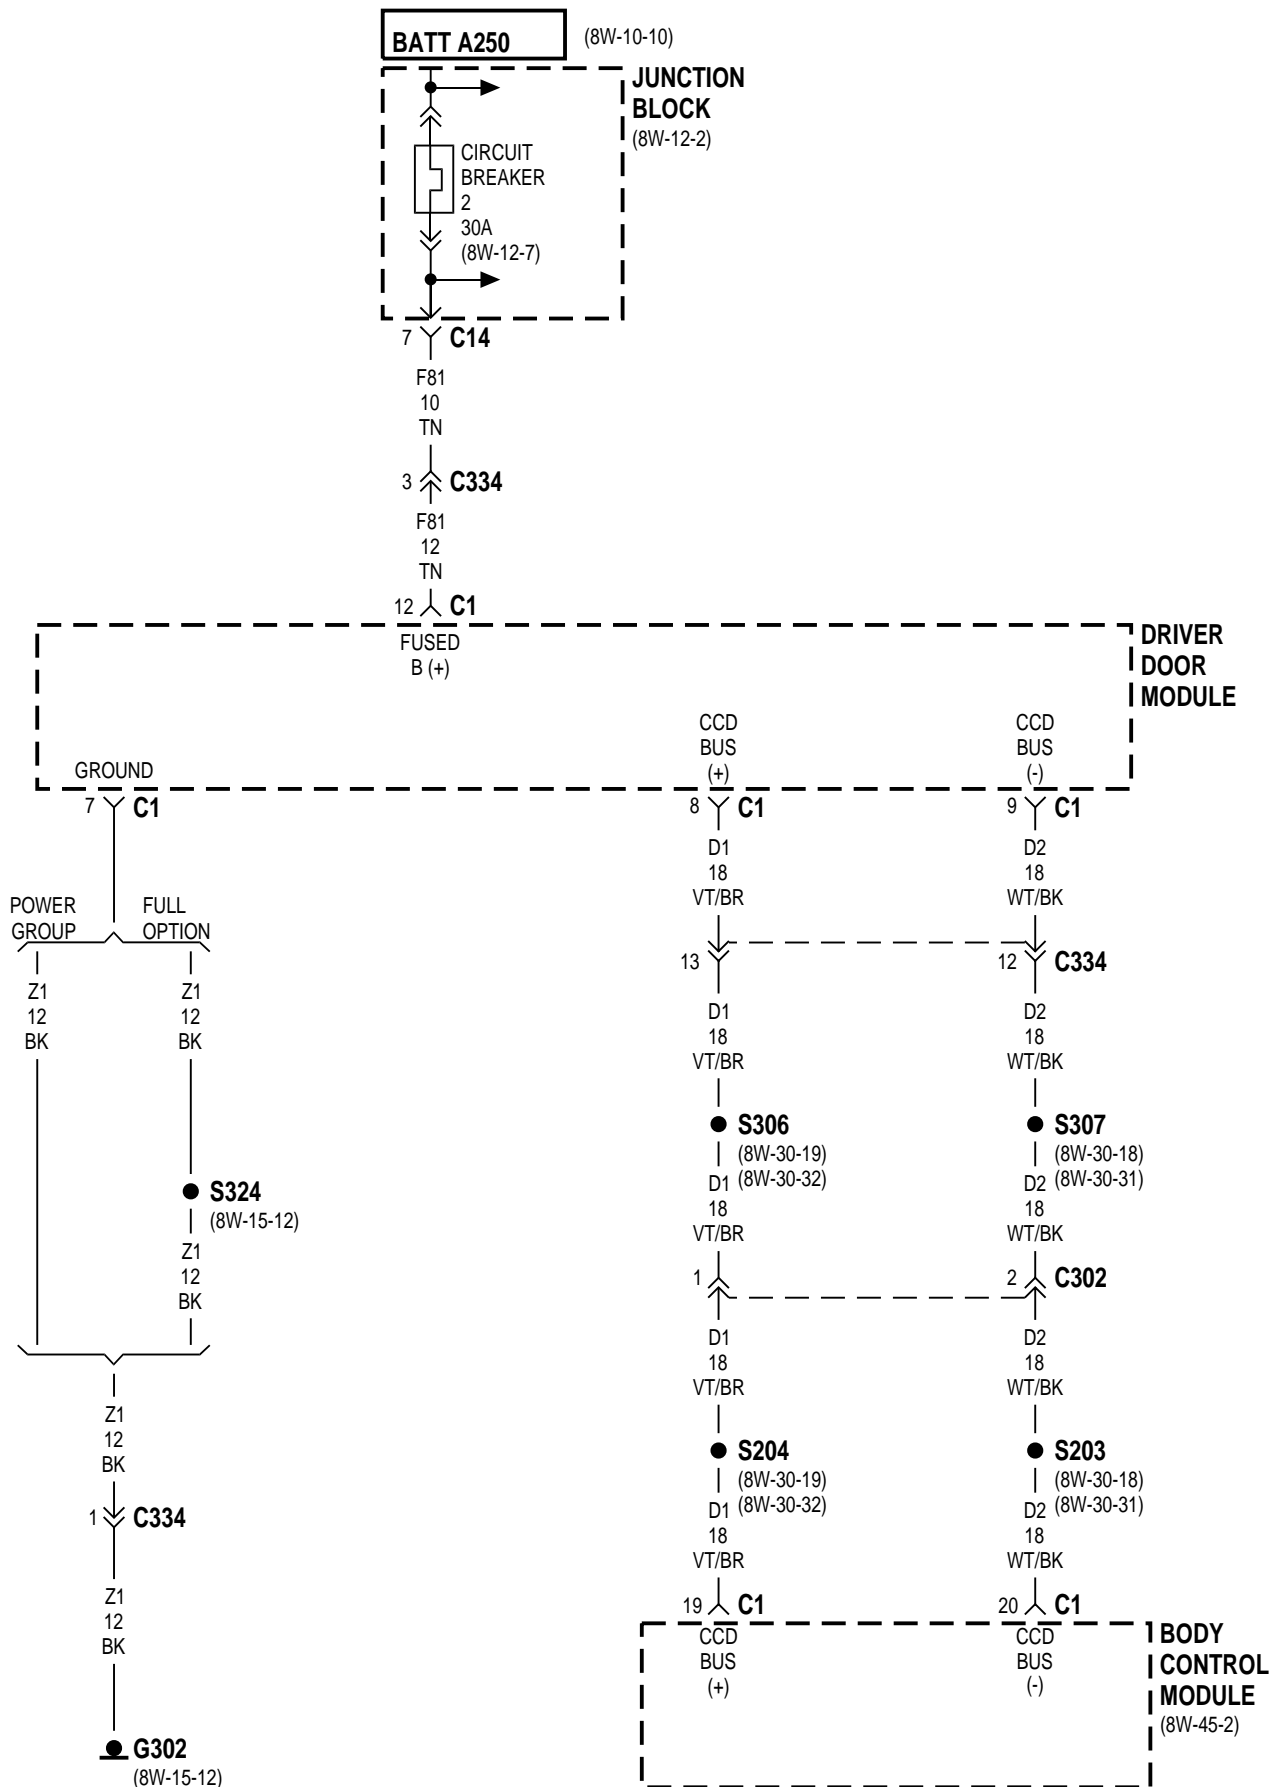 BATT A250
(8W-10-10)
JUNCTION
BLOCK
(8W-12-2)
CIRCUIT
BREAKER
2
30A
(8W-12-7)
7 C14
F81
10
TN
3 C334
F81
12
TN
12 C1
FUSED
B (+)
DRIVER
DOOR
MODULE
CCD
BUS
(+)
CCD
BUS
(-)
GROUND
7 C1
8 C1
9 C1
D1
18
VT/BR
D2
18
WT/BK
POWER
GROUP
FULL
OPTION
13
12 C334
Z1
12
BK
Z1
12
BK
D1
18
VT/BR
D2
18
WT/BK
S306
(8W-30-19)
(8W-30-32)
S307
(8W-30-18)
(8W-30-31)
S324
(8W-15-12)
D1
18
VT/BR
D2
18
WT/BK
Z1
12
BK
1
2 C302
D1
18
VT/BR
D2
18
WT/BK
Z1
12
BK
S204
(8W-30-19)
(8W-30-32)
S203
(8W-30-18)
(8W-30-31)
1 C334
D1
18
VT/BR
D2
18
WT/BK
Z1
12
BK
19 C1
20 C1
CCD
BUS
(+)
CCD
BUS
(-)
BODY
CONTROL
MODULE
(8W-45-2)
G302
(8W-15-12)